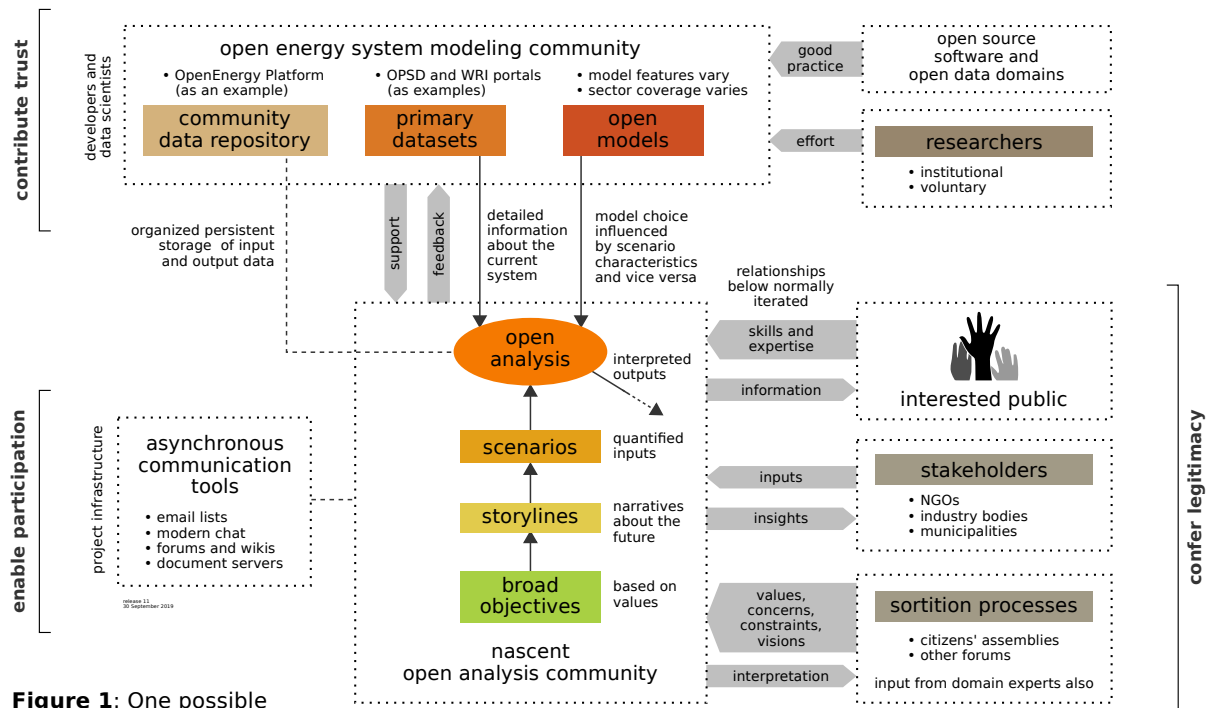 contribute trust
developers and
data scientists
open energy system modeling community
• OpenEnergy Platform
(as an example)
• OPSD and WRI portals
(as examples)
• model features vary
• sector coverage varies
community
data repository
primary
datasets
open
models
good
practice
open source
software and
open data domains
effort
researchers
• institutional
• voluntary
organized persistent
storage of input
and output data
support
feedback
detailed
information
about the
current
system
model choice
influenced
by scenario
characteristics
and vice versa
relationships
below normally
iterated
open
analysis
interpreted
outputs
skills and
expertise
information
interested public
enable participation
project infrastructure
asynchronous
communication
tools
• email lists
• modern chat
• forums and wikis
• document servers
release 11
30 September 2019
scenarios
quantified
inputs
storylines
narratives
about the
future
broad
objectives
based on
values
nascent
open analysis community
inputs
insights
stakeholders
• NGOs
• industry bodies
• municipalities
values,
concerns,
constraints,
visions
interpretation
sortition processes
• citizens' assemblies
• other forums
input from domain experts also
confer legitimacy
Figure 1: One possible